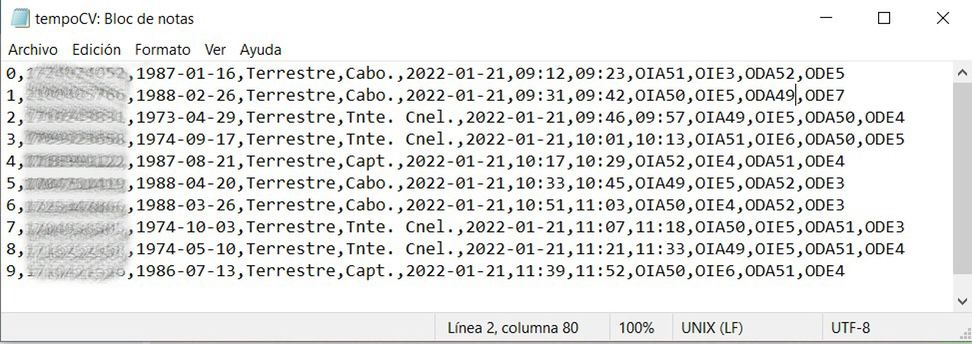 tempoCV: Bloc de notas
Archivo Edición Formato Ver Ayuda
0, ,1987-01-16,Terrestre,Cabo.,2022-01-21,09:12,09:23,OIA51,OIE3,ODA52,ODE5
1, ,1988-02-26,Terrestre,Cabo.,2022-01-21,09:31,09:42,OIA50,OIE5,ODA49,ODE7
2, ,1973-04-29,Terrestre,Tnte. Cnel.,2022-01-21,09:46,09:57,OIA49,OIE5,ODA50,ODE4
3, ,1974-09-17,Terrestre,Tnte. Cnel.,2022-01-21,10:01,10:13,OIA51,OIE6,ODA50,ODE5
4, ,1987-08-21,Terrestre,Capt.,2022-01-21,10:17,10:29,OIA52,OIE4,ODA51,ODE4
5, ,1988-04-20,Terrestre,Cabo.,2022-01-21,10:33,10:45,OIA49,OIE5,ODA52,ODE3
6, ,1988-03-26,Terrestre,Cabo.,2022-01-21,10:51,11:03,OIA50,OIE4,ODA52,ODE3
7, ,1974-10-03,Terrestre,Tnte. Cnel.,2022-01-21,11:07,11:18,OIA50,OIE5,ODA51,ODE3
8, ,1974-05-10,Terrestre,Tnte. Cnel.,2022-01-21,11:21,11:33,OIA49,OIE5,ODA51,ODE4
9, ,1986-07-13,Terrestre,Capt.,2022-01-21,11:39,11:52,OIA50,OIE6,ODA51,ODE4
Línea 2, columna 80 100% UNIX (LF) UTF-8